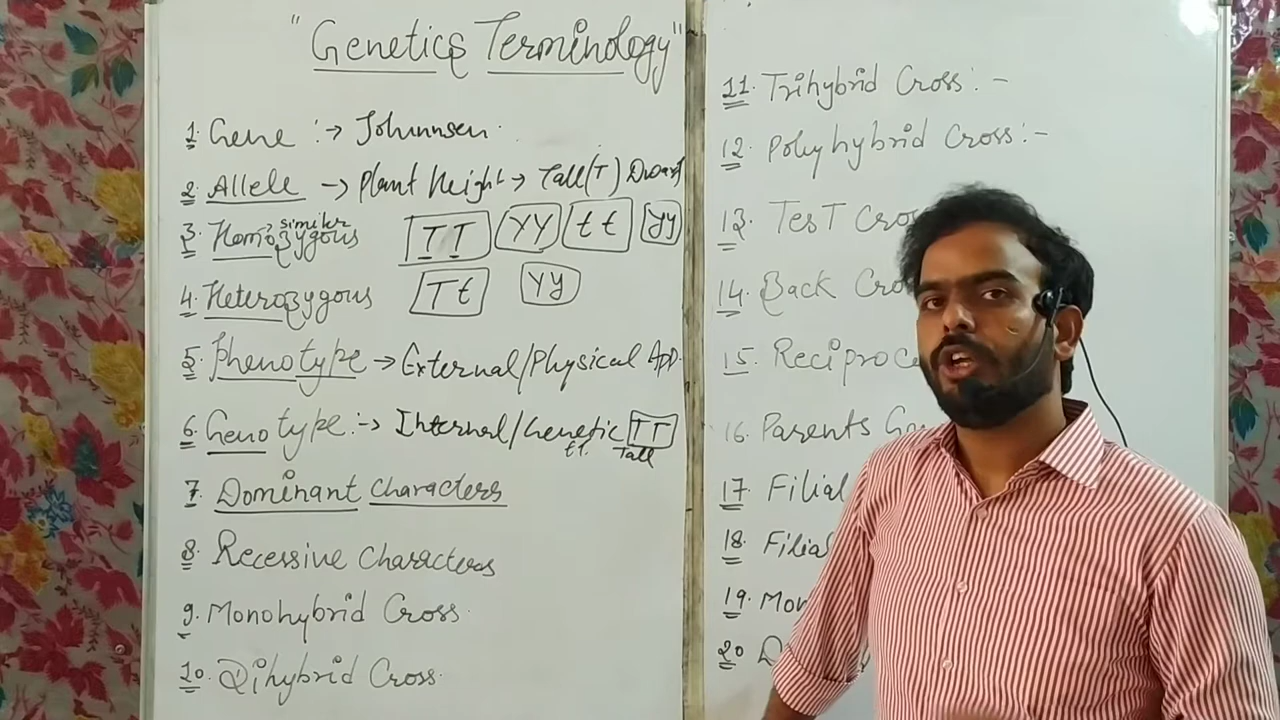 "Genetics Terminology"
1. Gene :→ Johnnsen.
2. Allele → Plant Height → Tall(T) Dwarf
similar
3. Homozygous TT YY tt yy
4. Heterozygous Tt Yy
5. Phenotype → External/Physical App.
6. Genotype :→ Internal/Genetic TT
tt. Tall
7. Dominant Characters
8. Recessive Characters
9. Monohybrid Cross
10. Dihybrid Cross
11. Trihybrid Cross :-
12. Polyhybrid Cross :-
13. TesT Cro
14. Back Cro
15. Reciproc
16. Parents
17. Filial
18. Filial
19. Mon
20. D